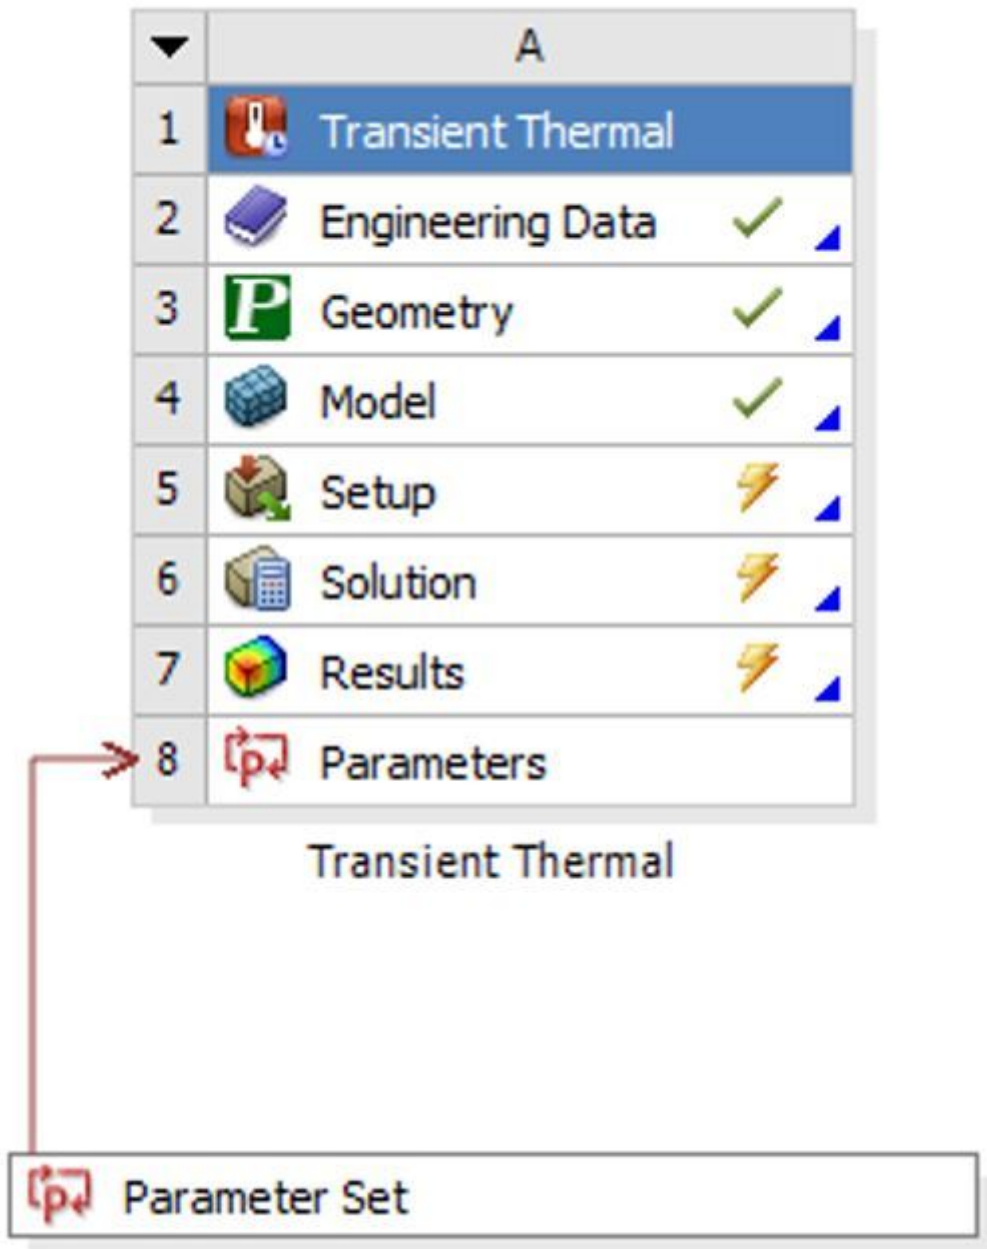 A
1 Transient Thermal
2 Engineering Data
3 P Geometry
4 Model
5 Setup
6 Solution
7 Results
8 p Parameters
Transient Thermal
p Parameter Set